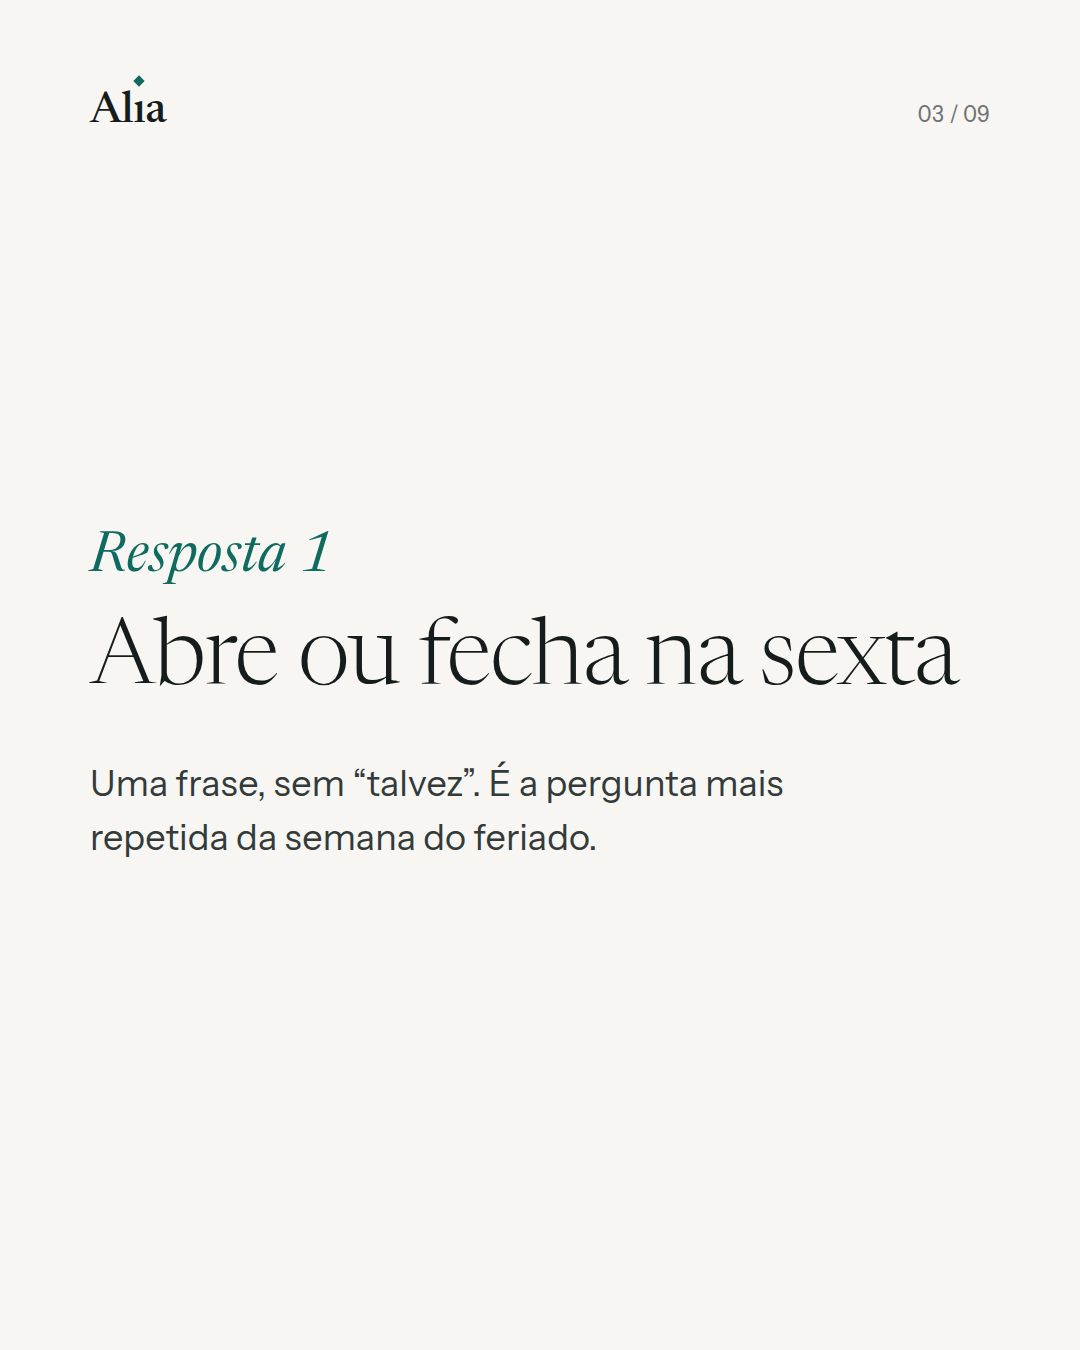 Alia
03 / 09
Resposta 1
Abre ou fecha na sexta
Uma frase, sem “talvez”. É a pergunta mais
repetida da semana do feriado.